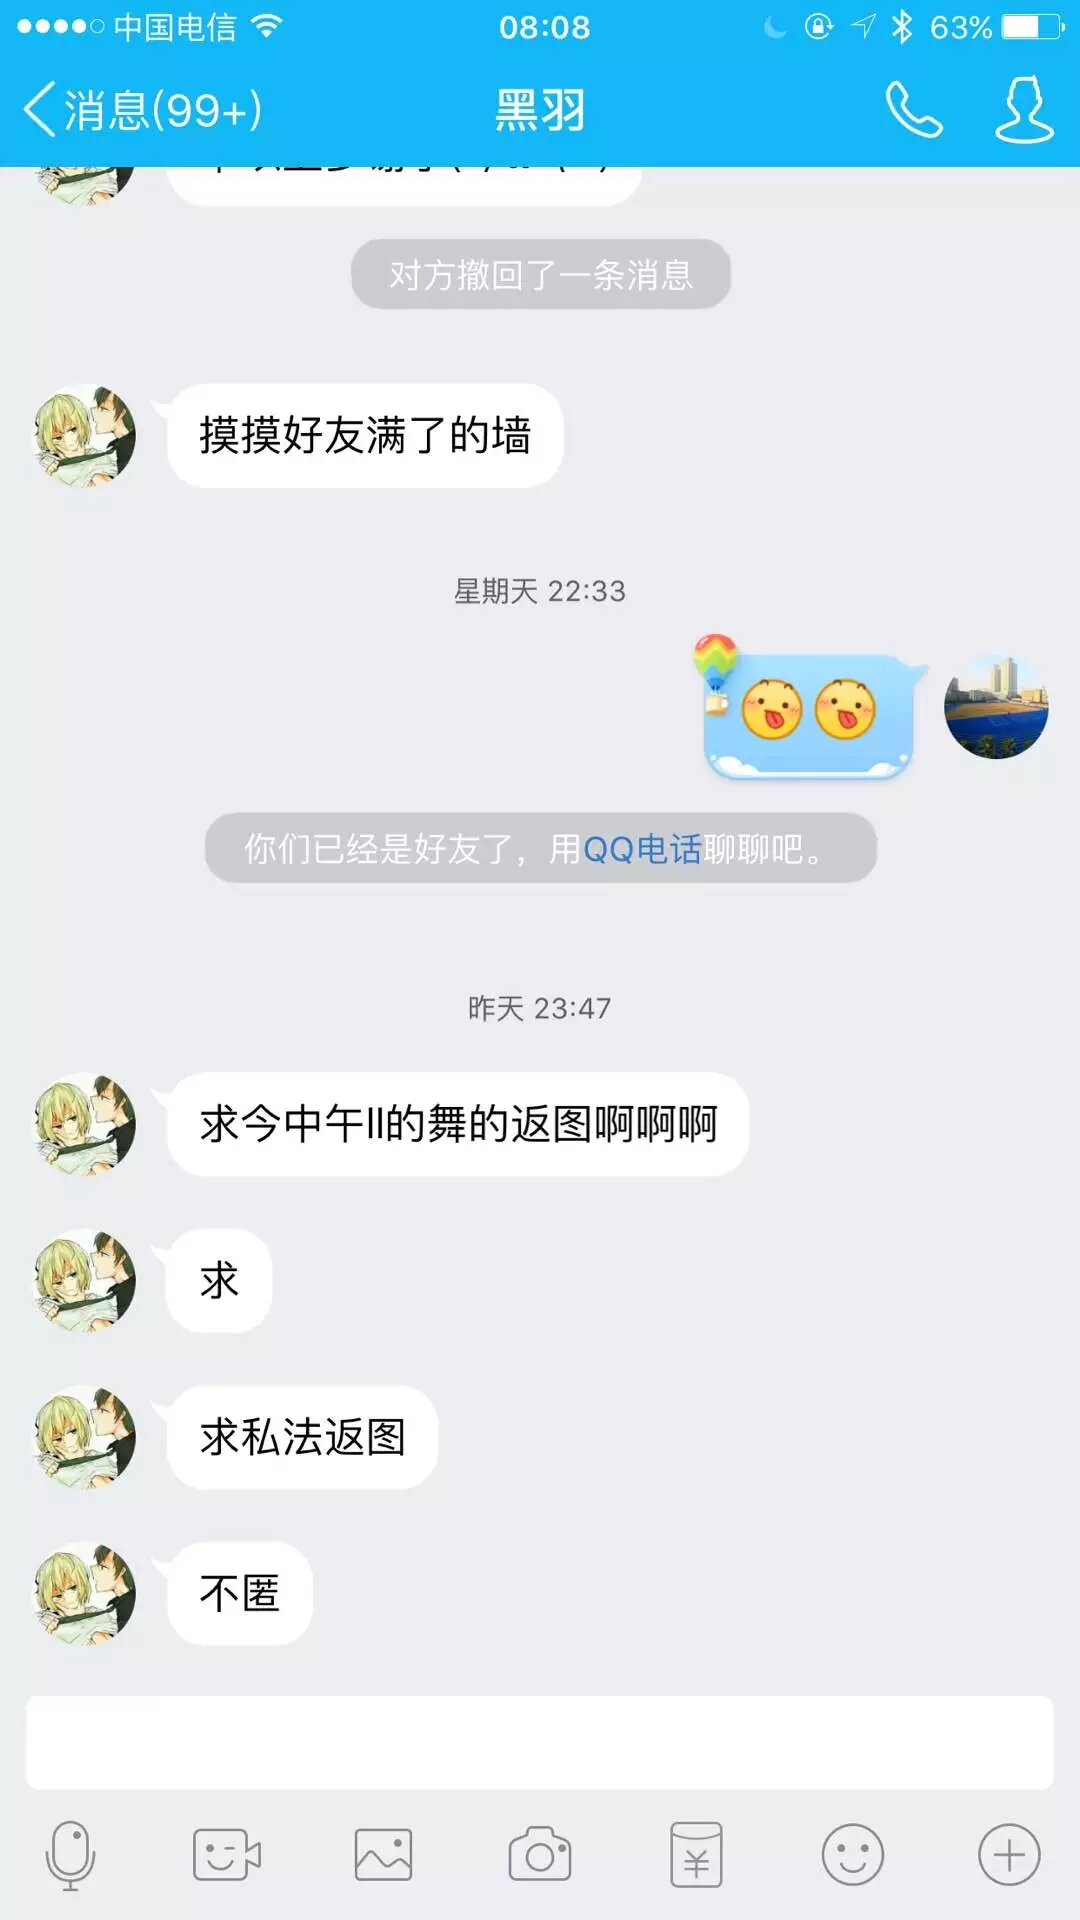 中国电信
08:08
63%
消息(99+)
黑羽
对方撤回了一条消息
摸摸好友满了的墙
星期天 22:33
你们已经是好友了，用QQ电话聊聊吧。
昨天 23:47
求今中午ll的舞的返图啊啊啊
求
求私法返图
不匿